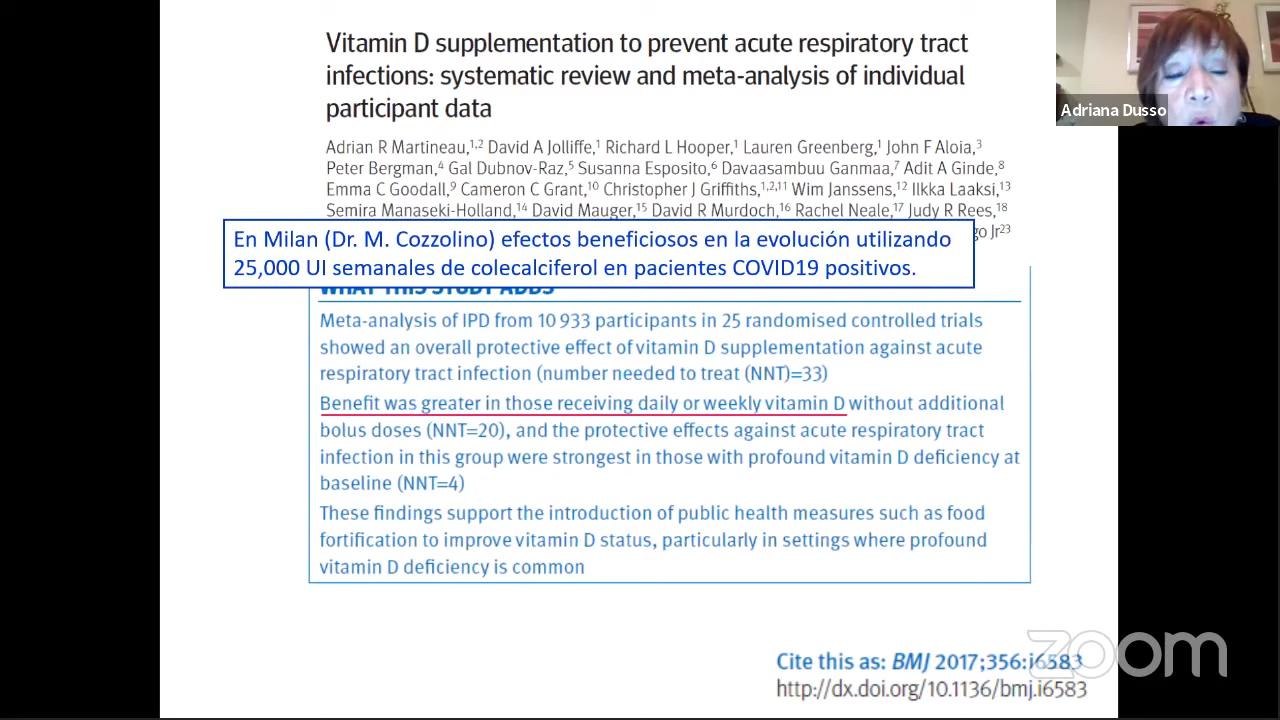 Vitamin D supplementation to prevent acute respiratory tract
infections: systematic review and meta-analysis of individual
participant data
Adriana Dusso
Adrian R Martineau,1,2 David A Jolliffe,1 Richard L Hooper,1 Lauren Greenberg,1 John F Aloia,3
Peter Bergman,4 Gal Dubnov-Raz,5 Susanna Esposito,6 Davaasambuu Ganmaa,7 Adit A Ginde,8
Emma C Goodall,9 Cameron C Grant,10 Christopher J Griffiths,1,2,11 Wim Janssens,12 Ilkka Laaksi,13
Semira Manaseki-Holland,14 David Mauger,15 David R Murdoch,16 Rachel Neale,17 Judy R Rees,18
Jr23
En Milan (Dr. M. Cozzolino) efectos beneficiosos en la evolución utilizando
25,000 UI semanales de colecalciferol en pacientes COVID19 positivos.
WHAT THIS STUDY ADDS
Meta-analysis of IPD from 10 933 participants in 25 randomised controlled trials
showed an overall protective effect of vitamin D supplementation against acute
respiratory tract infection (number needed to treat (NNT)=33)
Benefit was greater in those receiving daily or weekly vitamin D without additional
bolus doses (NNT=20), and the protective effects against acute respiratory tract
infection in this group were strongest in those with profound vitamin D deficiency at
baseline (NNT=4)
These findings support the introduction of public health measures such as food
fortification to improve vitamin D status, particularly in settings where profound
vitamin D deficiency is common
Cite this as: BMJ 2017;356:i6583
http://dx.doi.org/10.1136/bmj.i6583
zoom